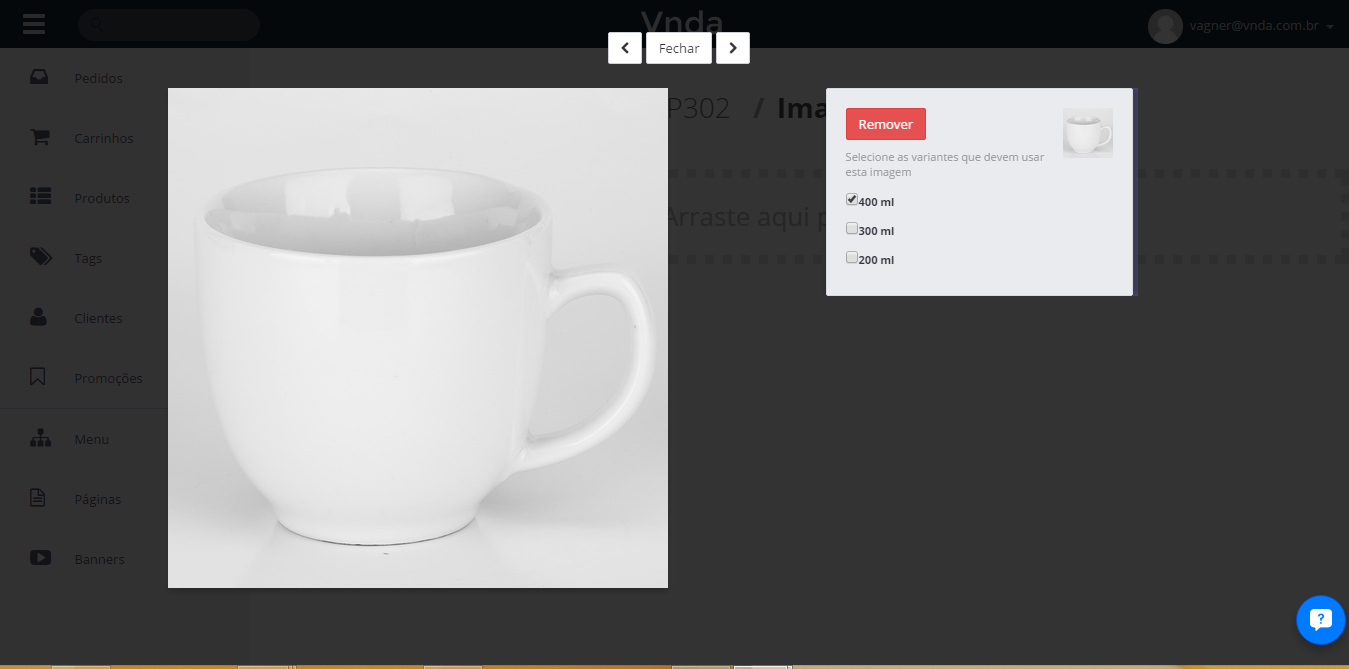 Vnda
vagner@vnda.com.br
Fechar
Pedidos
Carrinhos
Produtos
Tags
Clientes
Promoções
Menu
Páginas
Banners
P302 / Ima
Arraste aqui p
Remover
Selecione as variantes que devem usar
esta imagem
400 ml
300 ml
200 ml